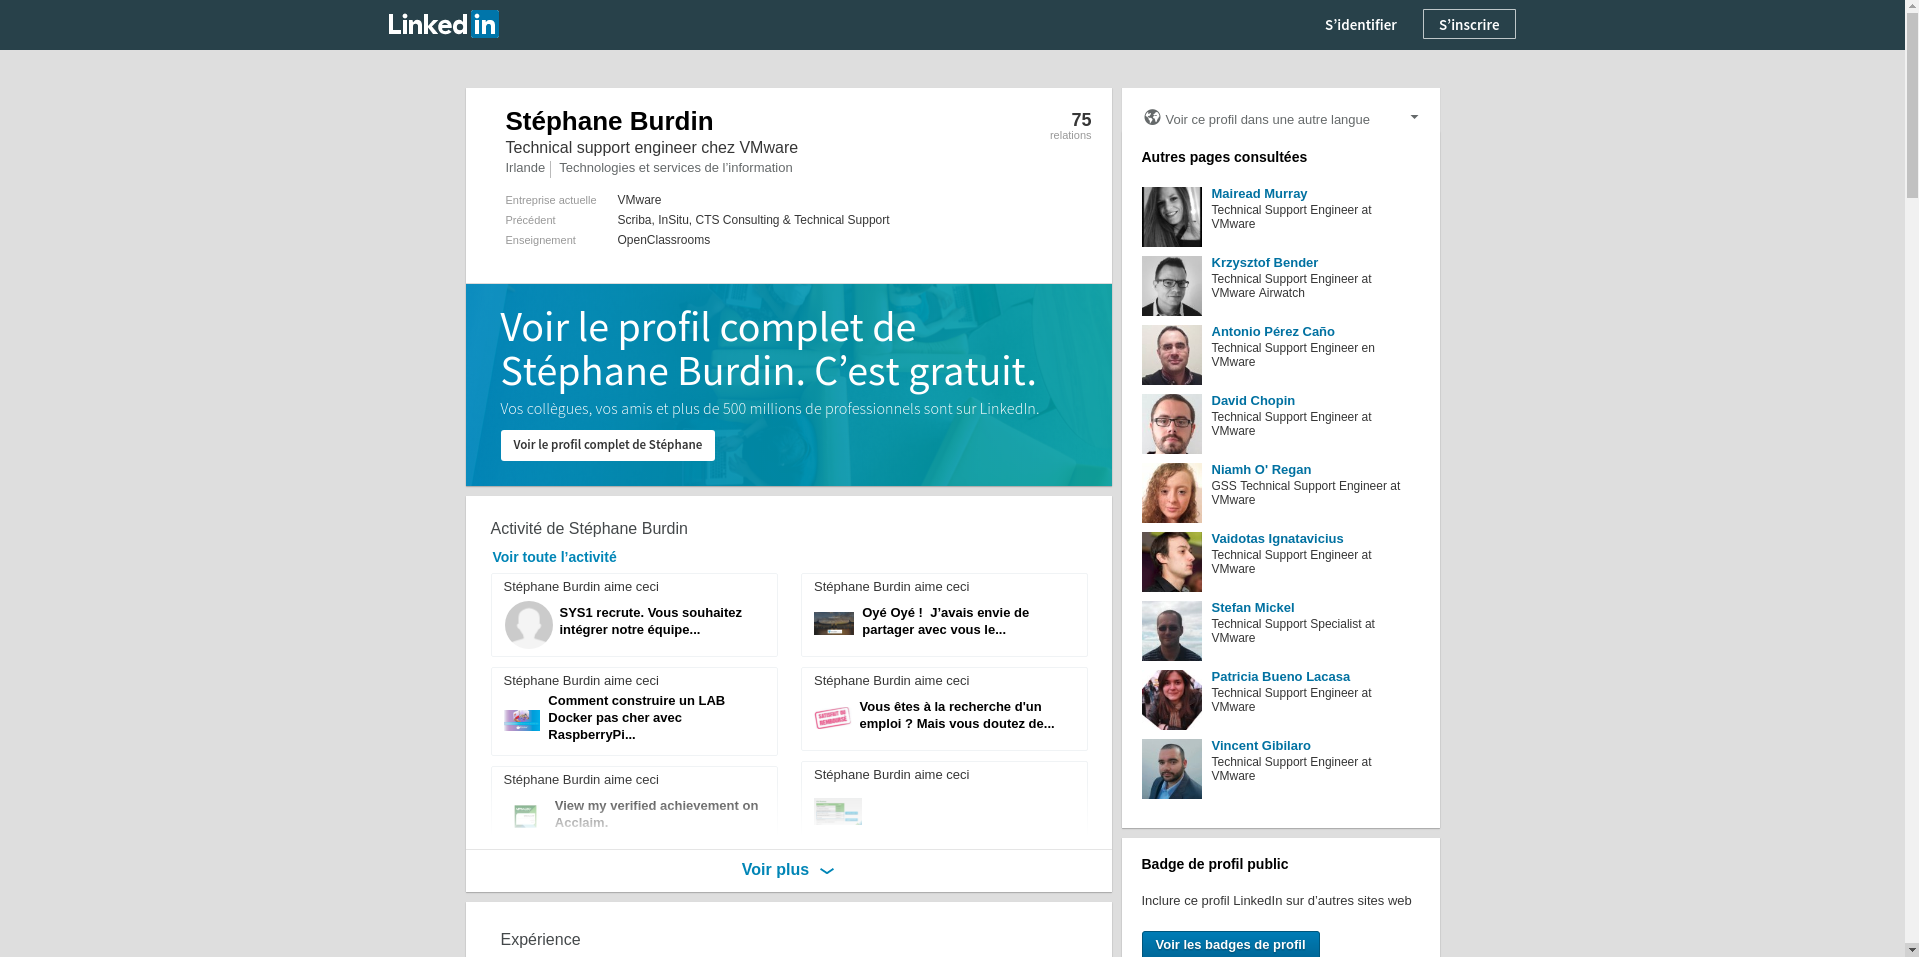 Linked in
S’identifier
S’inscrire
Stéphane Burdin
75
relations
Technical support engineer chez VMware
Irlande
Technologies et services de l’information
Entreprise actuelle
VMware
Précédent
Scriba, InSitu, CTS Consulting & Technical Support
Enseignement
OpenClassrooms
Voir le profil complet de
Stéphane Burdin. C’est gratuit.
Vos collègues, vos amis et plus de 500 millions de professionnels sont sur LinkedIn.
Voir le profil complet de Stéphane
Activité de Stéphane Burdin
Voir toute l’activité
Stéphane Burdin aime ceci
SYS1 recrute. Vous souhaitez
intégrer notre équipe...
Stéphane Burdin aime ceci
Oyé Oyé !  J’avais envie de
partager avec vous le...
Stéphane Burdin aime ceci
Comment construire un LAB
Docker pas cher avec
RaspberryPi...
Stéphane Burdin aime ceci
Vous êtes à la recherche d'un
emploi ? Mais vous doutez de...
Stéphane Burdin aime ceci
View my verified achievement on
Acclaim.
Stéphane Burdin aime ceci
Voir plus
Expérience
Voir ce profil dans une autre langue
Autres pages consultées
Mairead Murray
Technical Support Engineer at
VMware
Krzysztof Bender
Technical Support Engineer at
VMware Airwatch
Antonio Pérez Caño
Technical Support Engineer en
VMware
David Chopin
Technical Support Engineer at
VMware
Niamh O' Regan
GSS Technical Support Engineer at
VMware
Vaidotas Ignatavicius
Technical Support Engineer at
VMware
Stefan Mickel
Technical Support Specialist at
VMware
Patricia Bueno Lacasa
Technical Support Engineer at
VMware
Vincent Gibilaro
Technical Support Engineer at
VMware
Badge de profil public
Inclure ce profil LinkedIn sur d’autres sites web
Voir les badges de profil